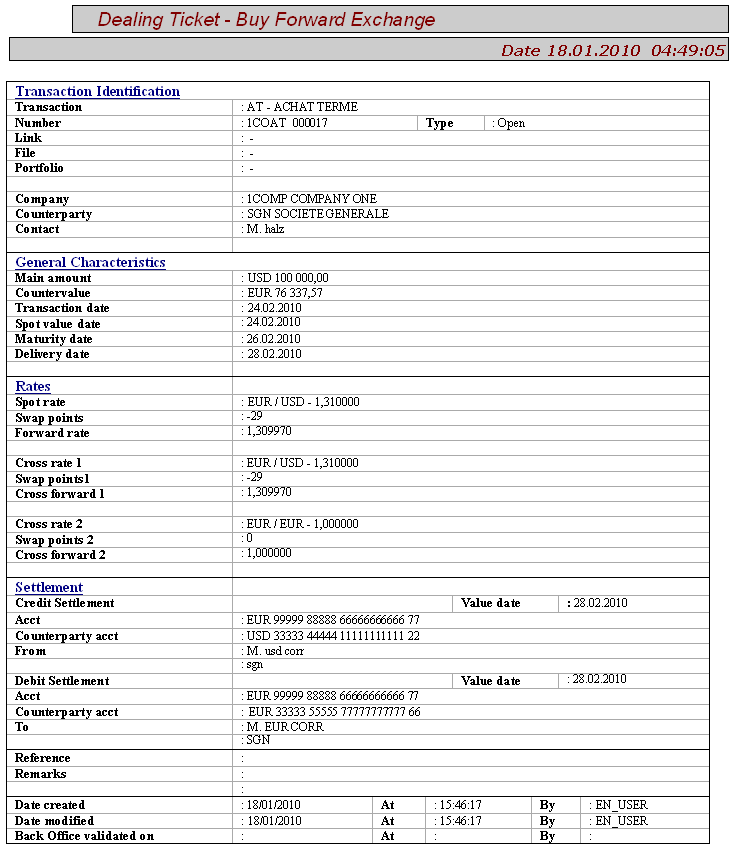 Dealing Ticket - Buy Forward Exchange
Date 18.01.2010 04:49:05
Transaction Identification
Transaction : AT - ACHAT TERME
Number : 1COAT 000017 Type : Open
Link : -
File : -
Portfolio : -
Company : 1COMP COMPANY ONE
Counterparty : SGN SOCIETE GENERALE
Contact : M. halz
General Characteristics
Main amount : USD 100 000,00
Countervalue : EUR 76 337,57
Transaction date : 24.02.2010
Spot value date : 24.02.2010
Maturity date : 26.02.2010
Delivery date : 28.02.2010
Rates
Spot rate : EUR / USD - 1,310000
Swap points : -29
Forward rate : 1,309970
Cross rate 1 : EUR / USD - 1,310000
Swap points1 : -29
Cross forward 1 : 1,309970
Cross rate 2 : EUR / EUR - 1,000000
Swap points 2 : 0
Cross forward 2 : 1,000000
Settlement
Credit Settlement Value date : 28.02.2010
Acct : EUR 99999 88888 66666666666 77
Counterparty acct : USD 33333 44444 11111111111 22
From : M. usd corr
: sgn
Debit Settlement Value date : 28.02.2010
Acct : EUR 99999 88888 66666666666 77
Counterparty acct : EUR 33333 55555 77777777777 66
To : M. EUR CORR
: SGN
Reference :
Remarks :
:
Date created : 18/01/2010 At : 15:46:17 By : EN_USER
Date modified : 18/01/2010 At : 15:46:17 By : EN_USER
Back Office validated on : At : By :